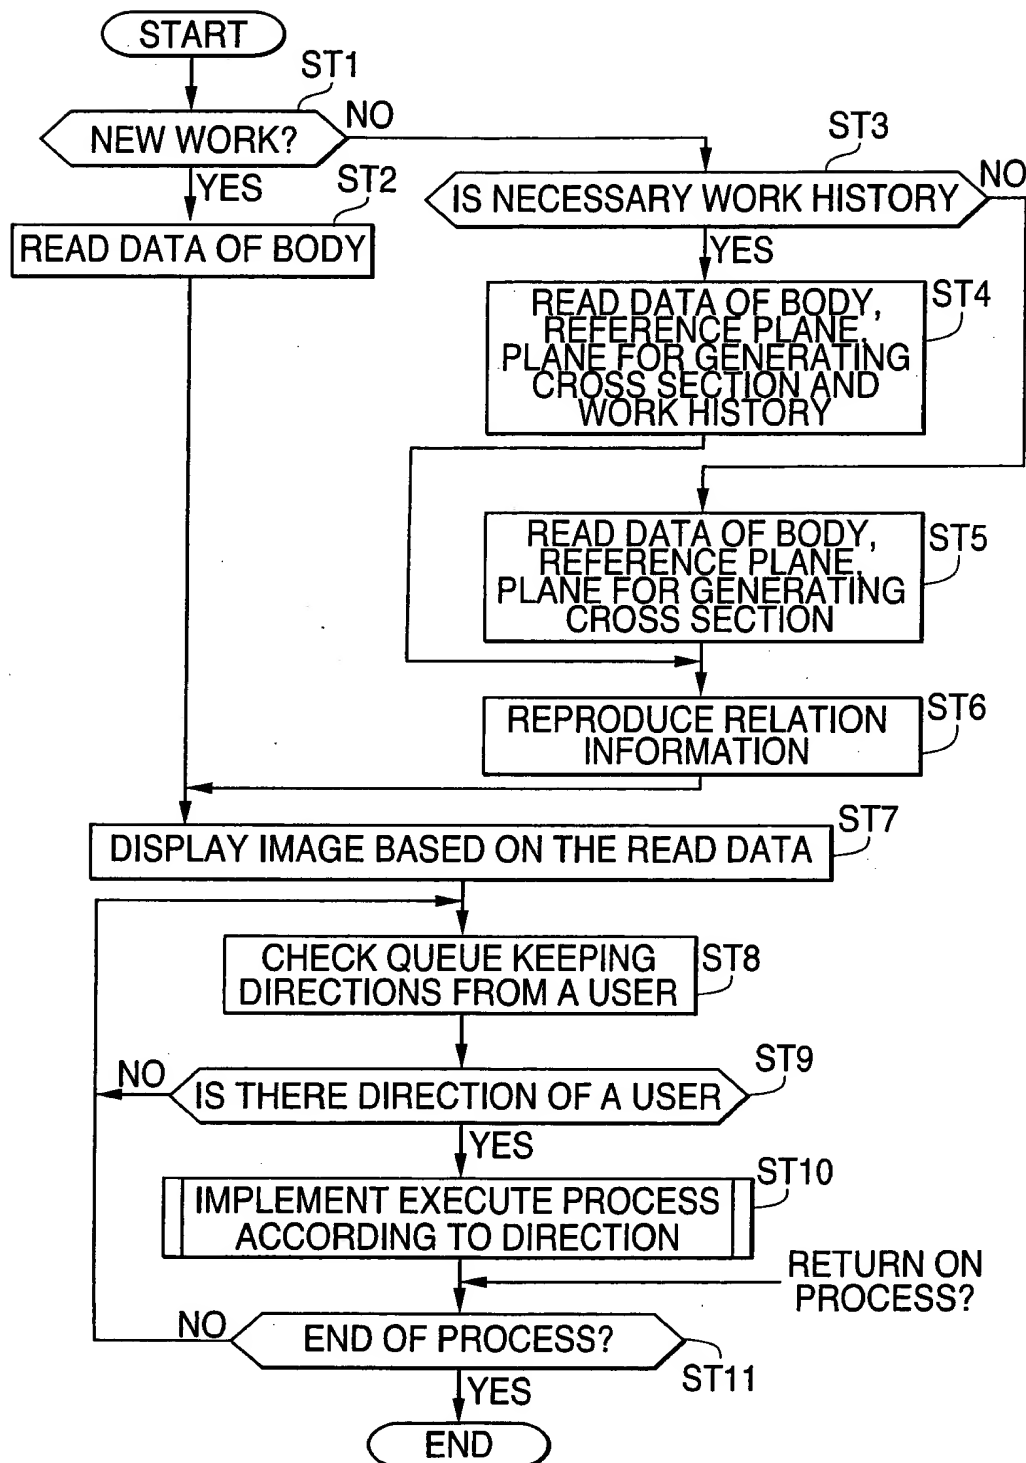 START
ST1
NEW WORK?
NO
YES
ST2
READ DATA OF BODY
ST3
IS NECESSARY WORK HISTORY
NO
YES
ST4
READ DATA OF BODY,
REFERENCE PLANE,
PLANE FOR GENERATING
CROSS SECTION AND
WORK HISTORY
ST5
READ DATA OF BODY,
REFERENCE PLANE,
PLANE FOR GENERATING
CROSS SECTION
ST6
REPRODUCE RELATION
INFORMATION
ST7
DISPLAY IMAGE BASED ON THE READ DATA
CHECK QUEUE KEEPING
DIRECTIONS FROM A USER
ST8
ST9
NO
IS THERE DIRECTION OF A USER
YES
ST10
IMPLEMENT EXECUTE PROCESS
ACCORDING TO DIRECTION
RETURN ON
PROCESS?
NO
END OF PROCESS?
ST11
YES
END